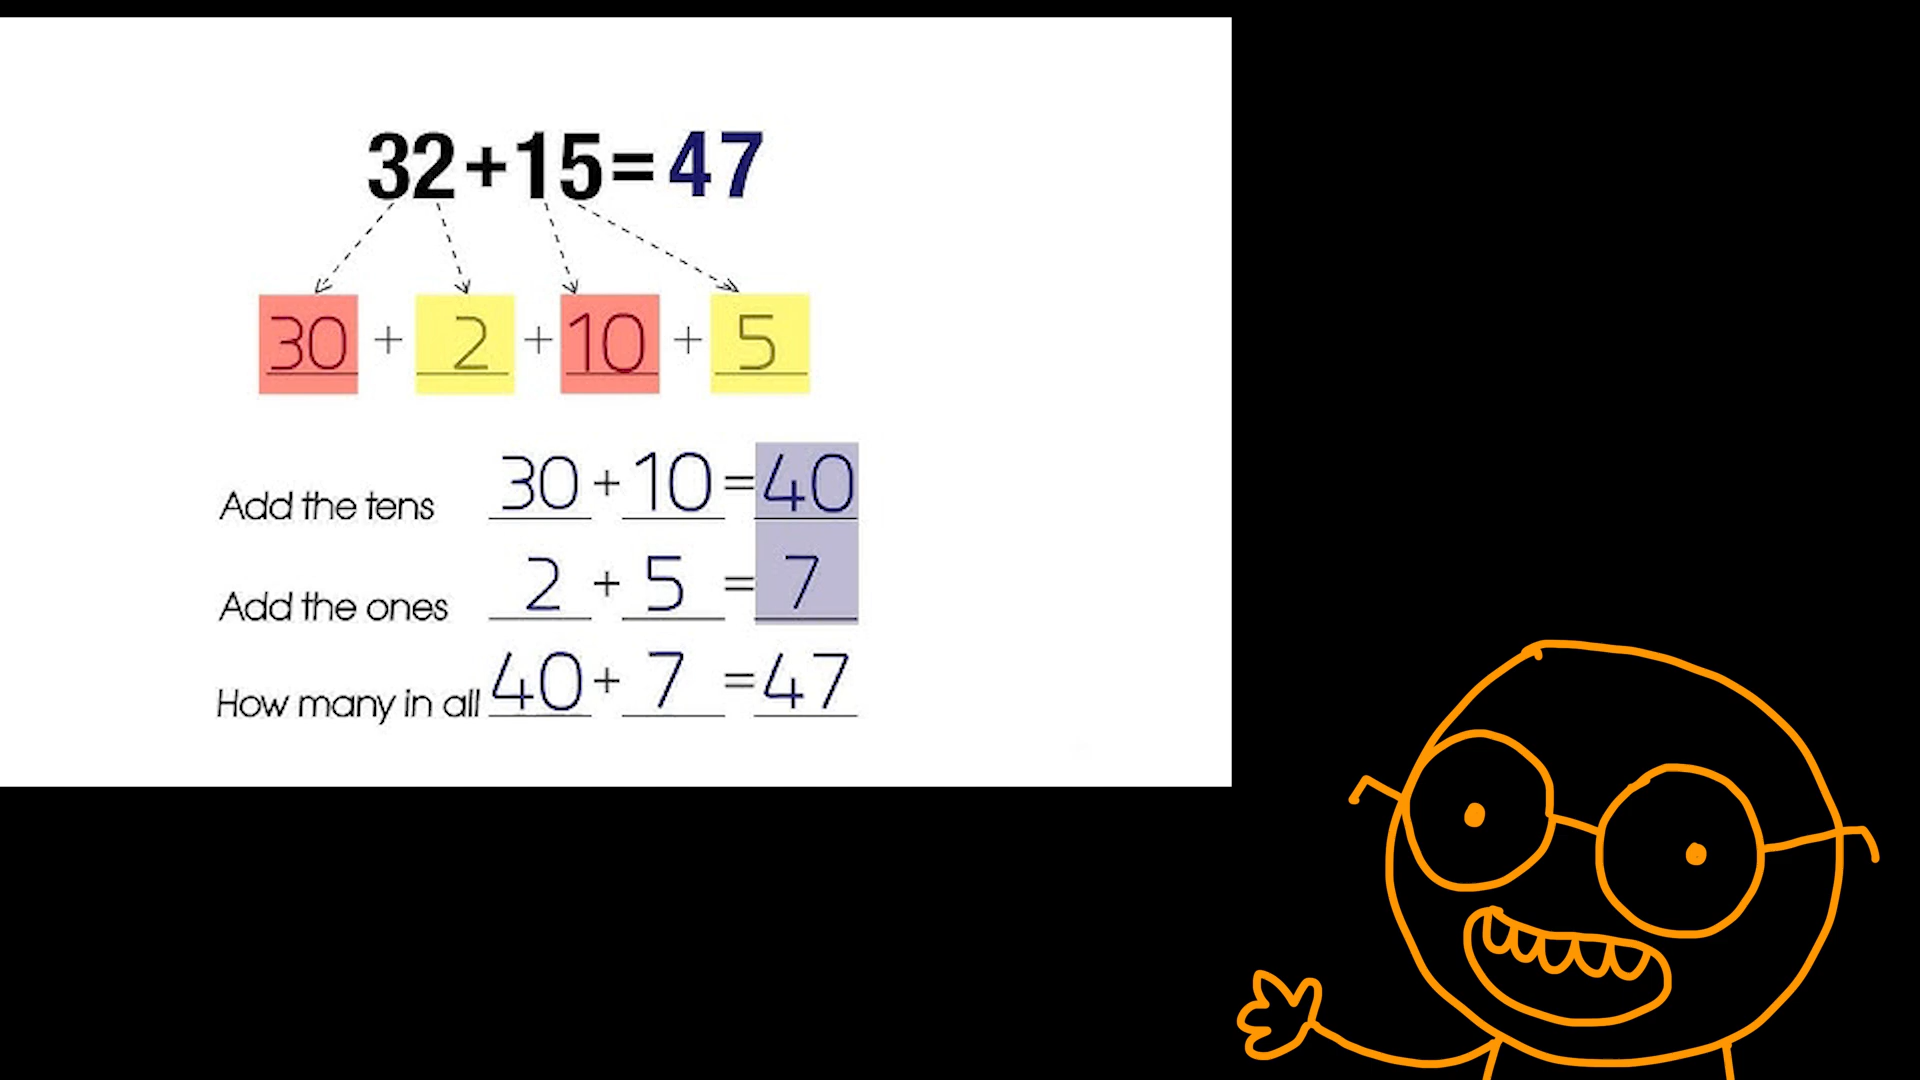 32+15=47
30 + 2 + 10 + 5
Add the tens 30 + 10 = 40
Add the ones 2 + 5 = 7
How many in all 40 + 7 = 47